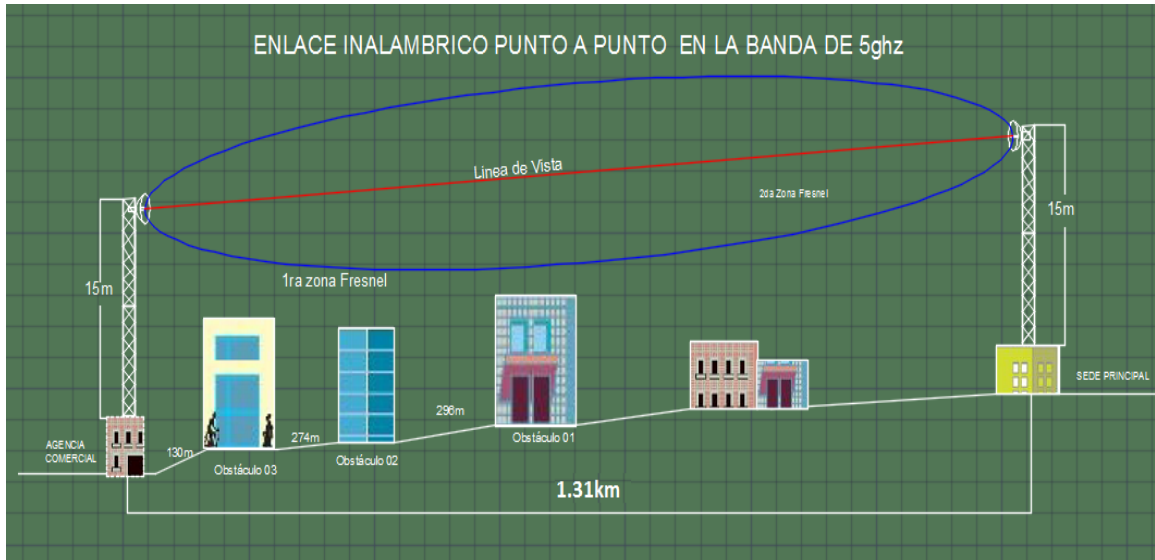 ENLACE INALAMBRICO PUNTO A PUNTO EN LA BANDA DE 5ghz
Linea de Vista
2da Zona Fresnel
15m
15m
1ra zona Fresnel
296m
SEDE PRINCIPAL
AGENCIA
COMERCIAL
130m
274m
Obstáculo 01
Obstáculo 02
Obstáculo 03
1.31km